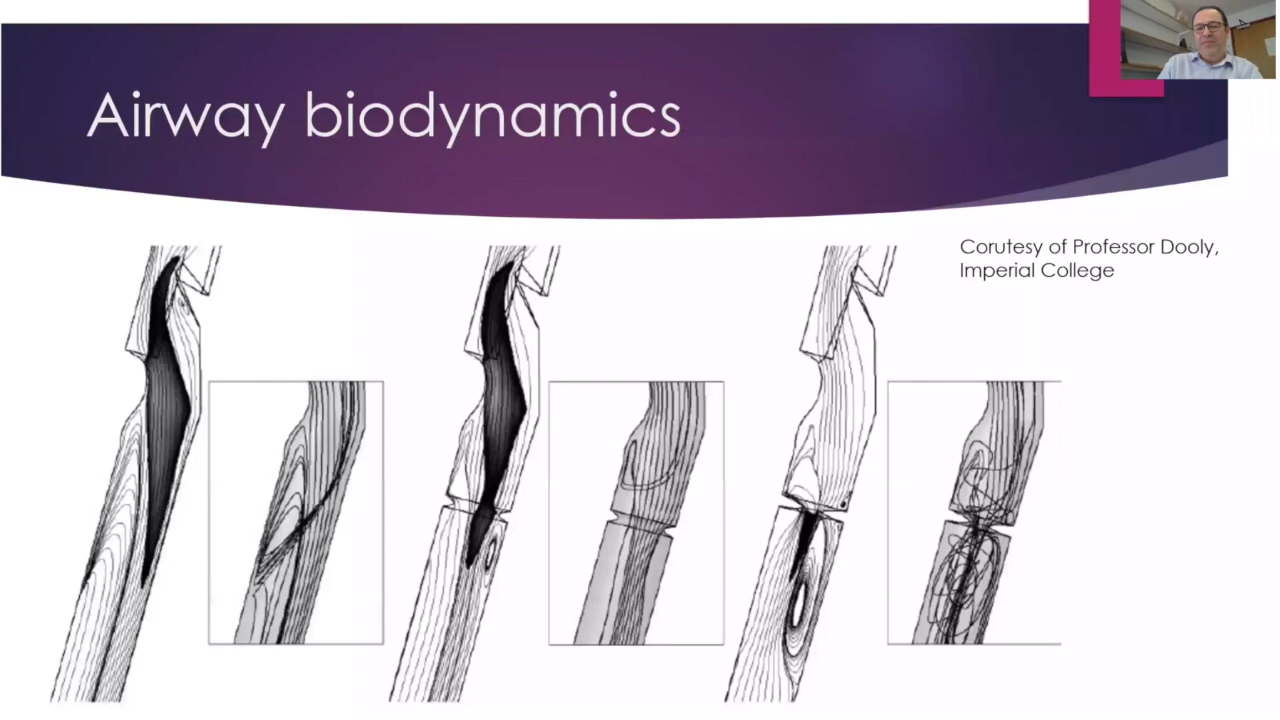 Airway biodynamics
Corutesy of Professor Dooly,
Imperial College